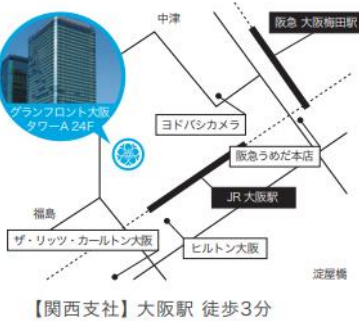 中津
阪急 大阪梅田駅
グランフロント大阪
タワーA 24F
ヨドバシカメラ
阪急うめだ本店
JR 大阪駅
福島
ザ・リッツ・カールトン大阪
ヒルトン大阪
淀屋橋
【関西支社】大阪駅 徒歩3分